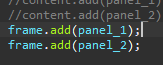 //content.add(panel_1)
//content.add(panel_2)
frame.add(panel_1);
frame.add(panel_2);